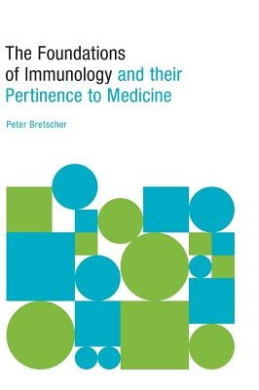 The Foundations
of Immunology and their
Pertinence to Medicine
Peter Bretscher